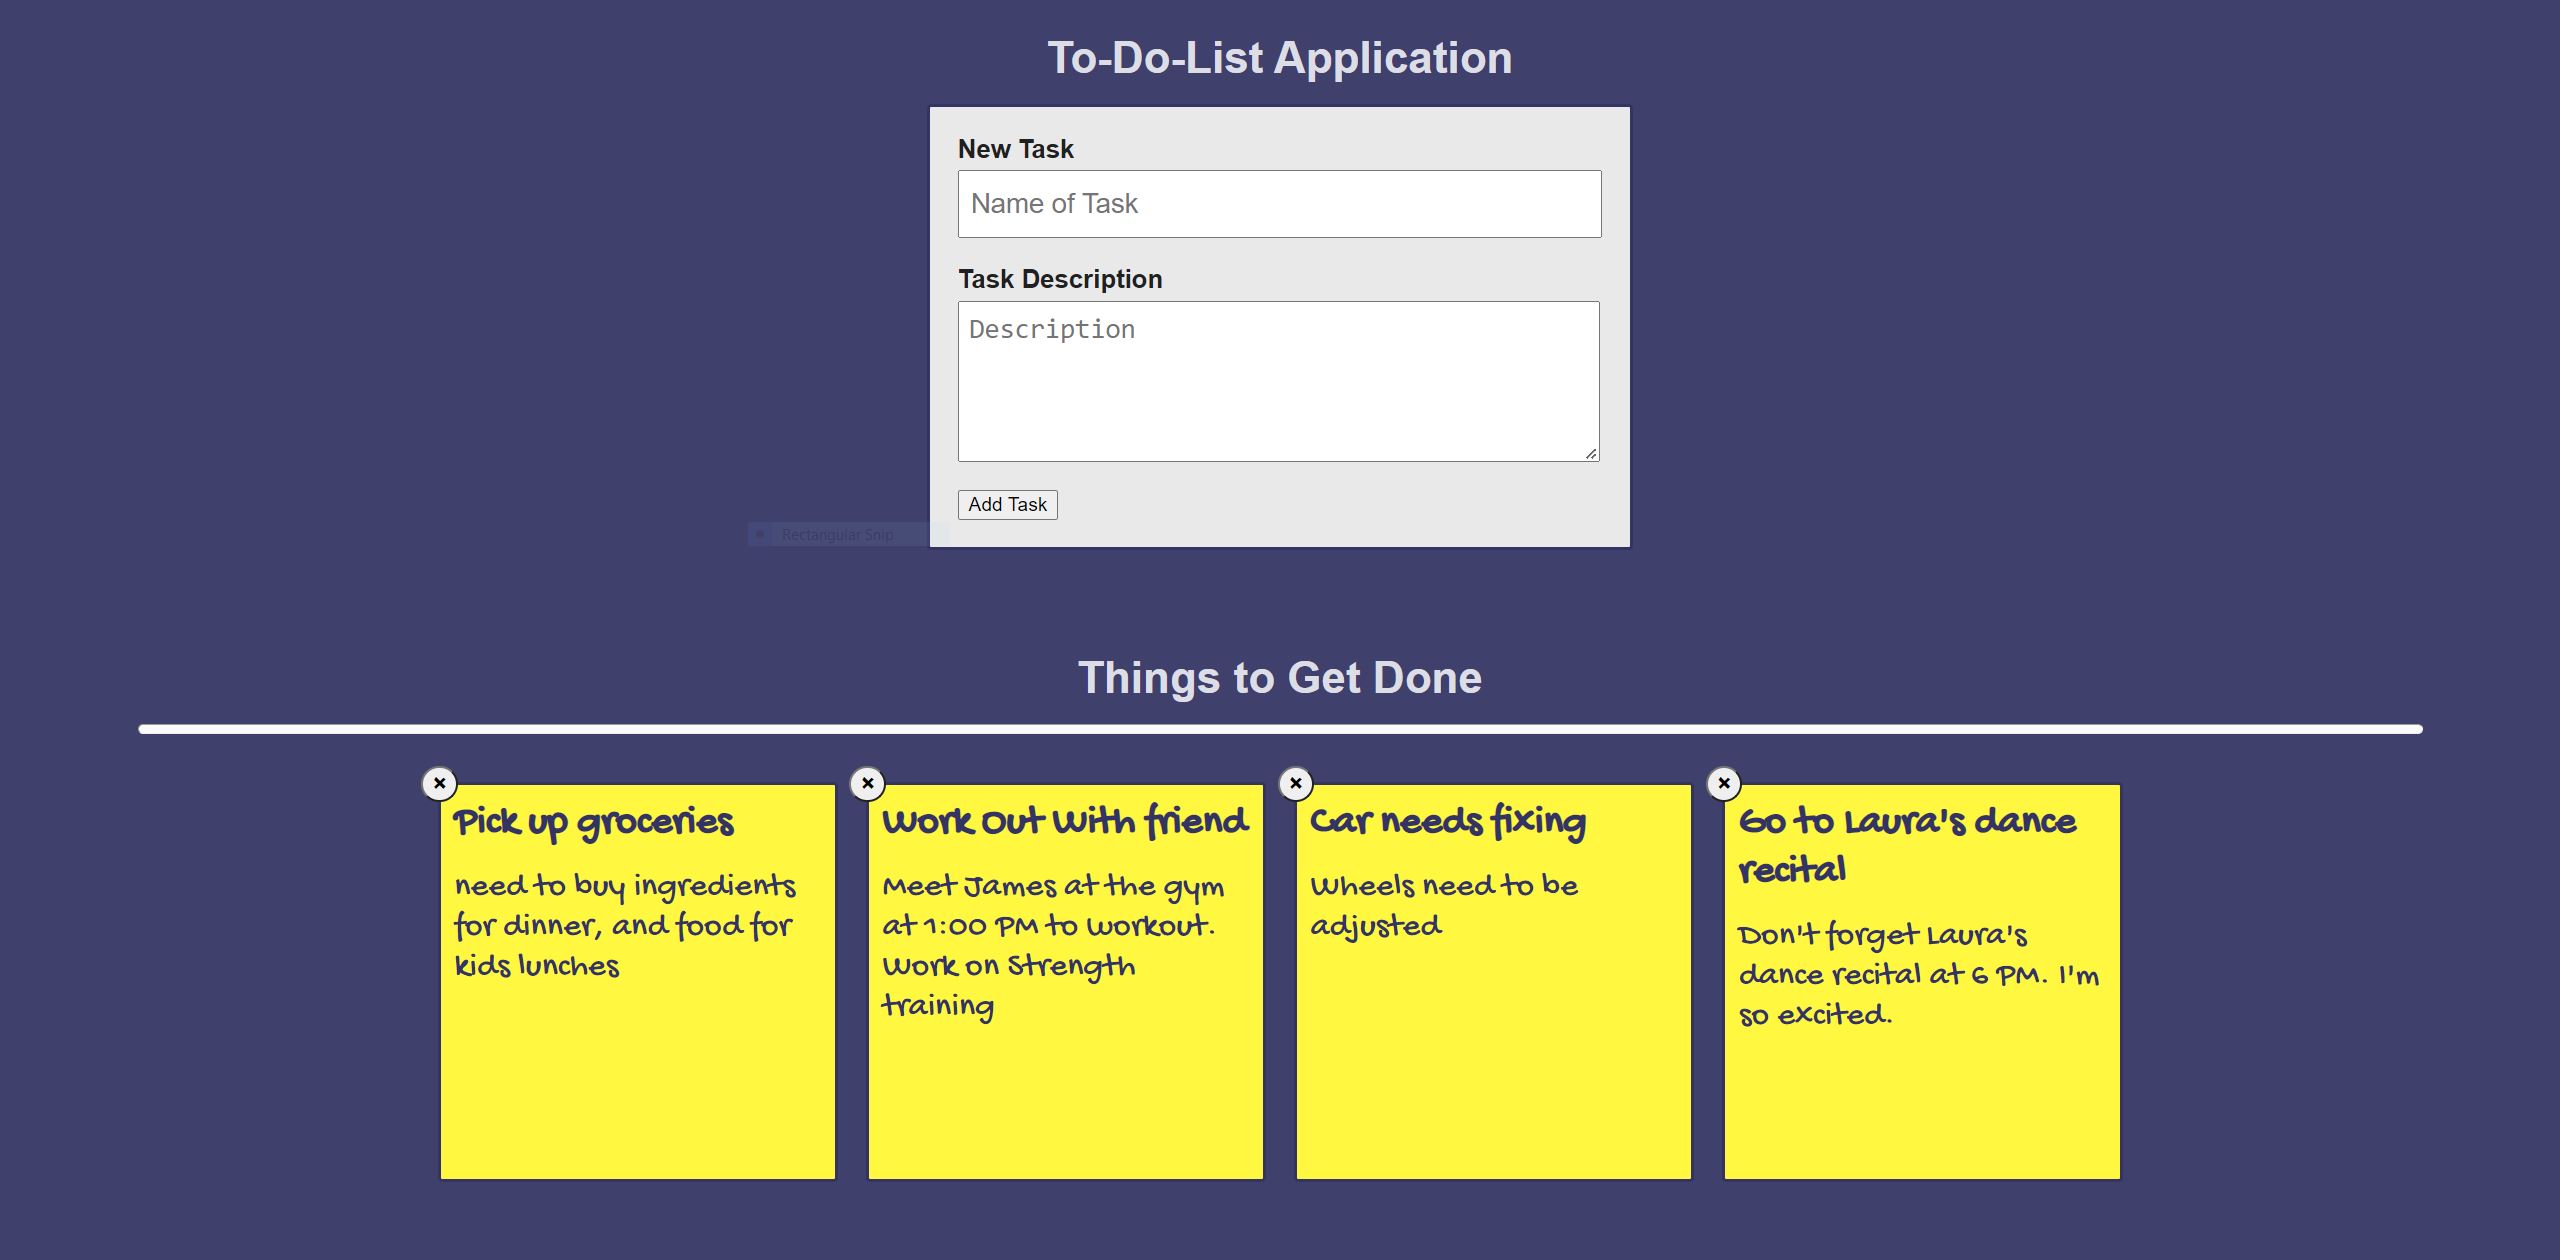 To-Do-List Application
New Task
Name of Task
Task Description
Description
Add Task
Rectangular Snip
Things to Get Done
×
Pick up groceries
need to buy ingredients
for dinner, and food for
kids lunches
×
Work Out With friend
Meet James at the gym
at 1:00 PM to workout.
Work on Strength
training
×
Car needs fixing
Wheels need to be
adjusted
×
Go to Laura's dance
recital
Don't forget Laura's
dance recital at 6 PM. I'm
so excited.